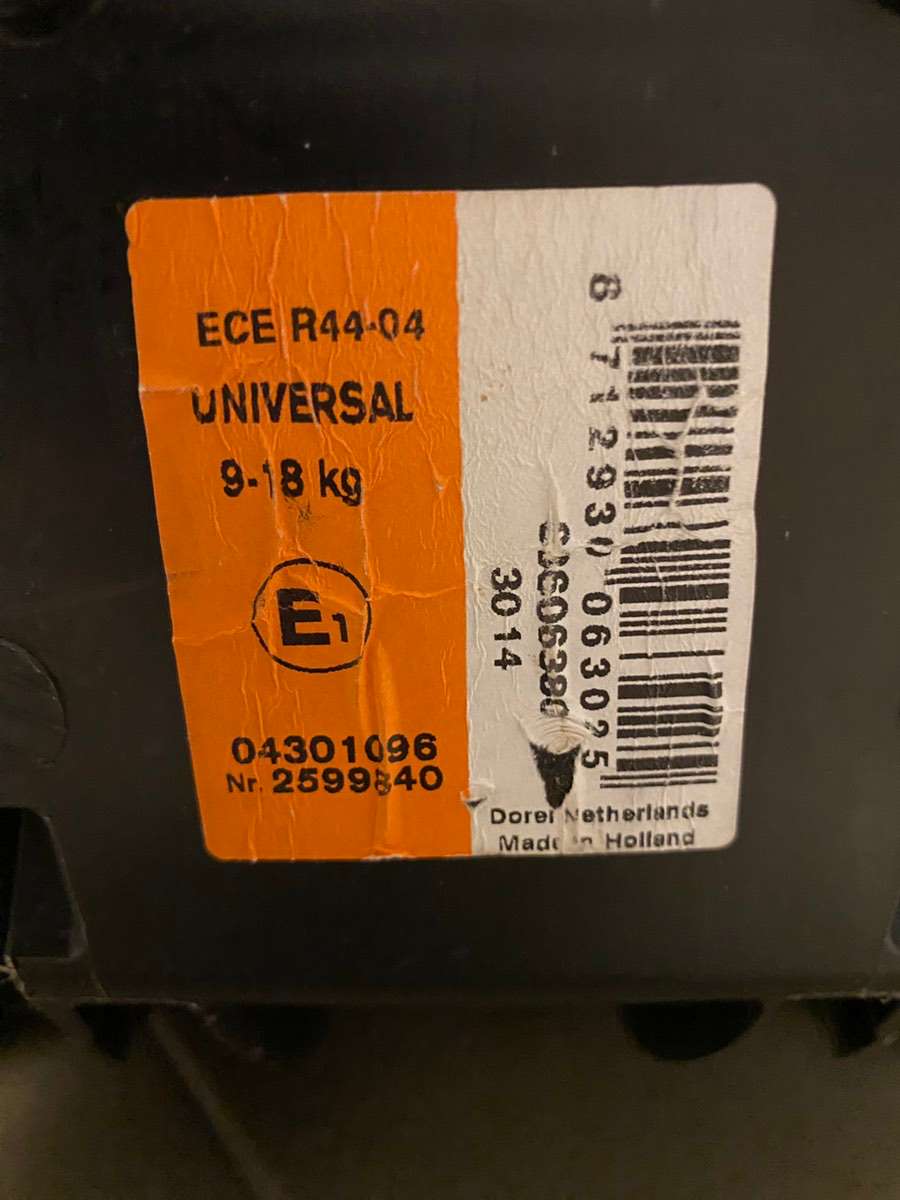 ECE R44-04
UNIVERSAL
9-18 kg
E1
04301096
Nr. 2599840
8 712930 063025
3014
Dorel Netherlands
Made in Holland